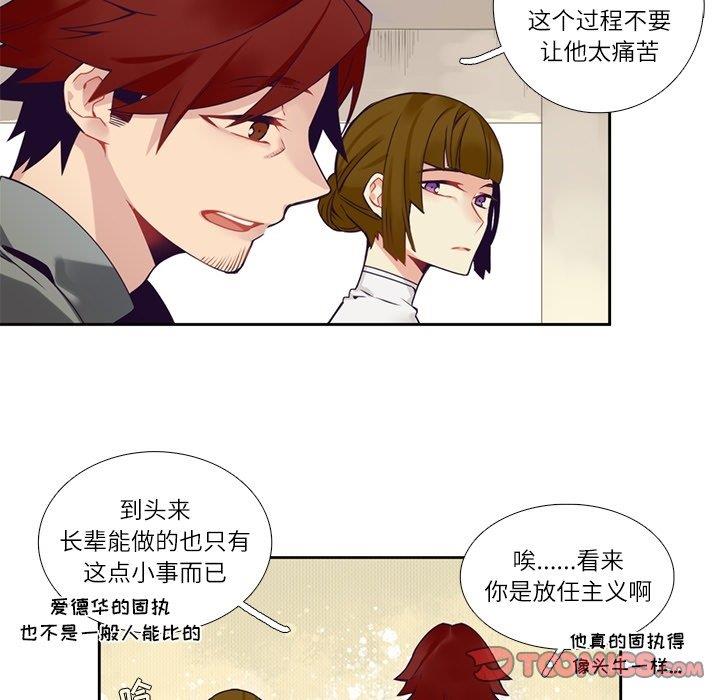 这个过程不要
让他太痛苦
到头来
长辈能做的也只有
这点小事而已
爱德华的固执
也不是一般人能比的
唉……看来
你是放任主义啊
他真的固执得
像头牛一样…
TOOMICS